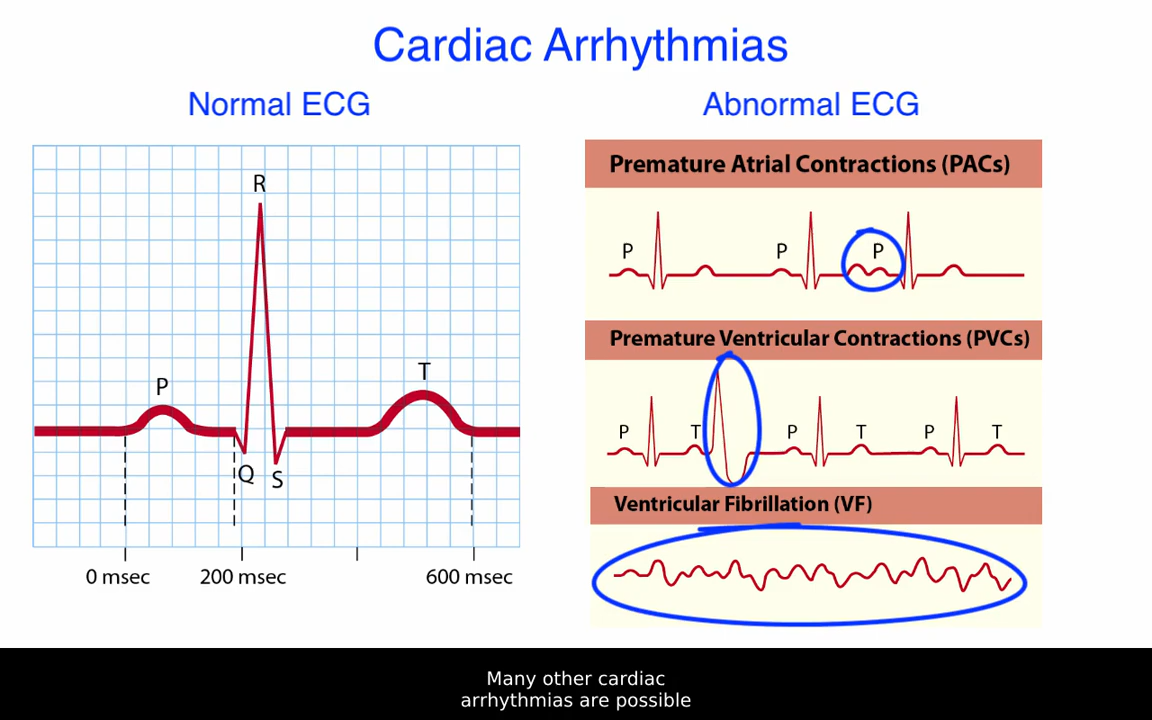 Cardiac Arrhythmias
Normal ECG
Abnormal ECG
R
P
T
Q
S
0 msec
200 msec
600 msec
Premature Atrial Contractions (PACs)
P P P
Premature Ventricular Contractions (PVCs)
P T P T P T
Ventricular Fibrillation (VF)
Many other cardiac
arrhythmias are possible